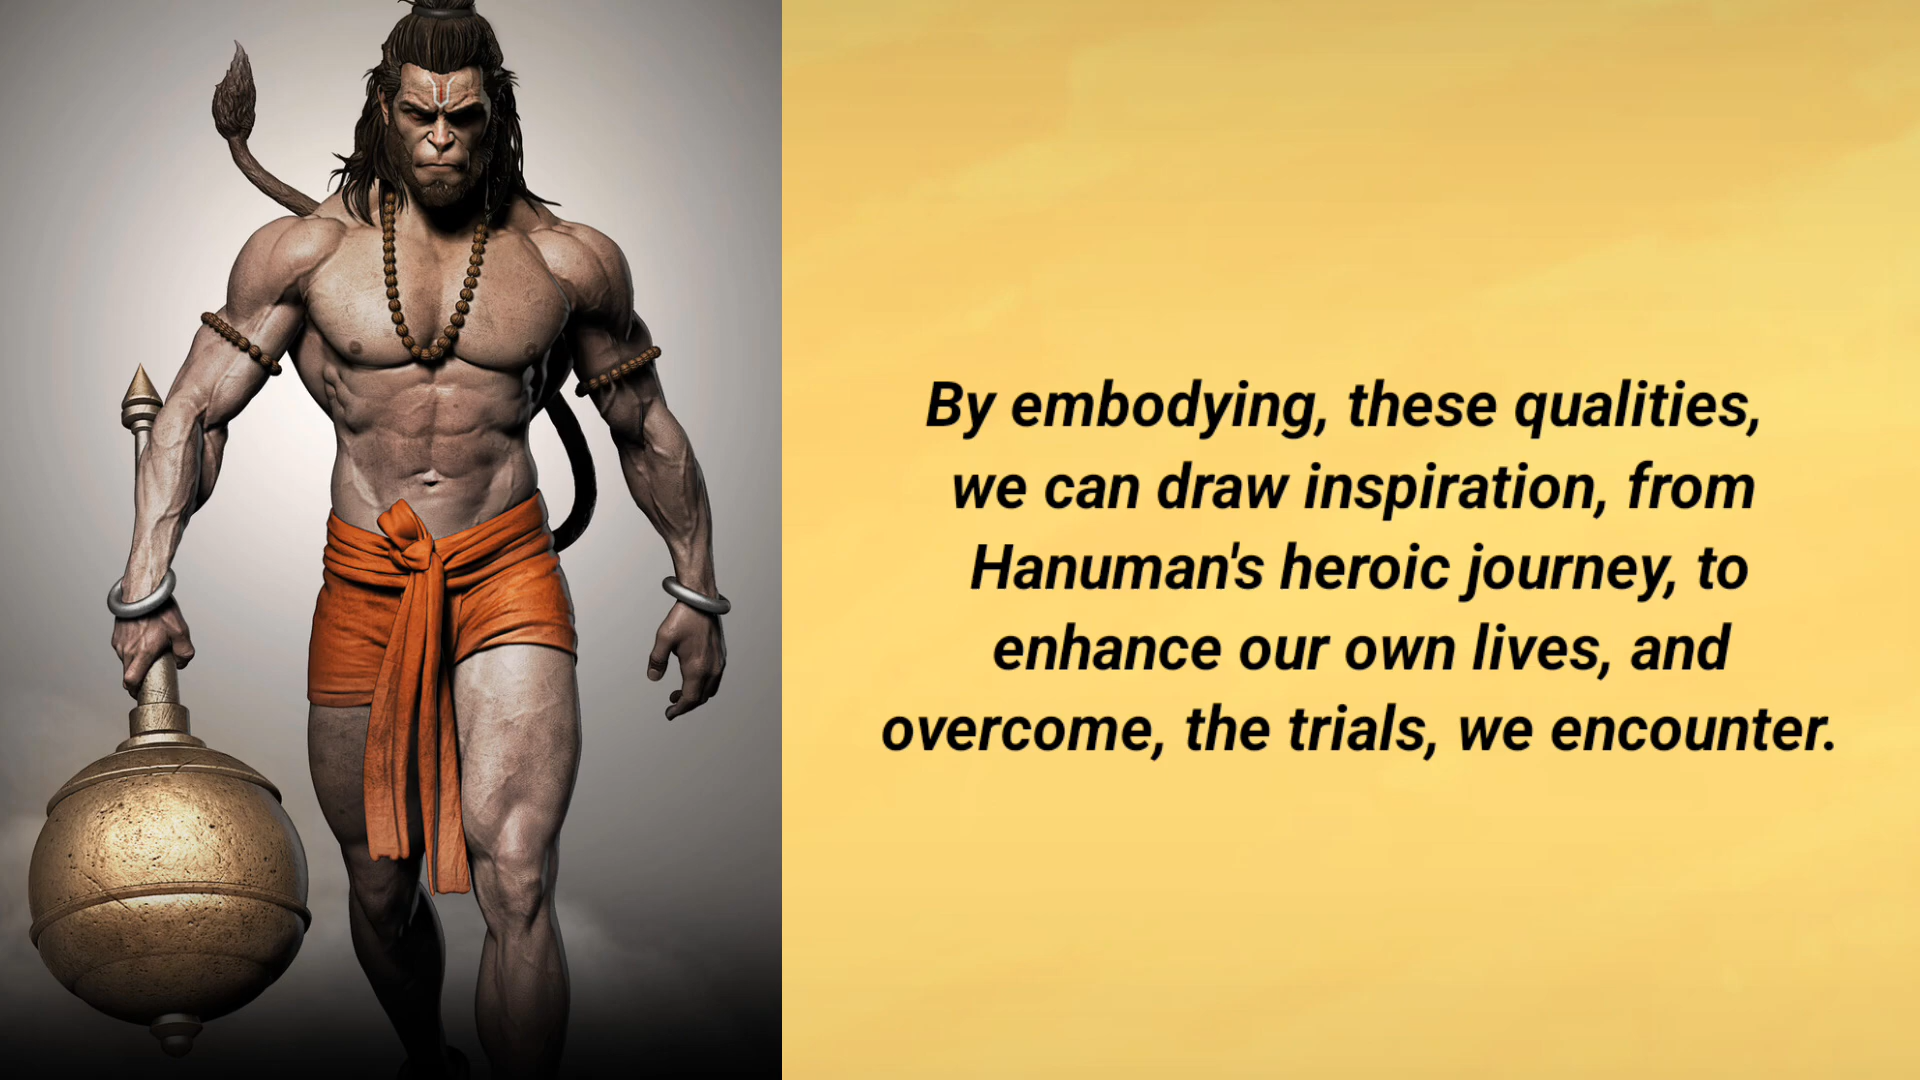 By embodying, these qualities,
we can draw inspiration, from
Hanuman's heroic journey, to
enhance our own lives, and
overcome, the trials, we encounter.